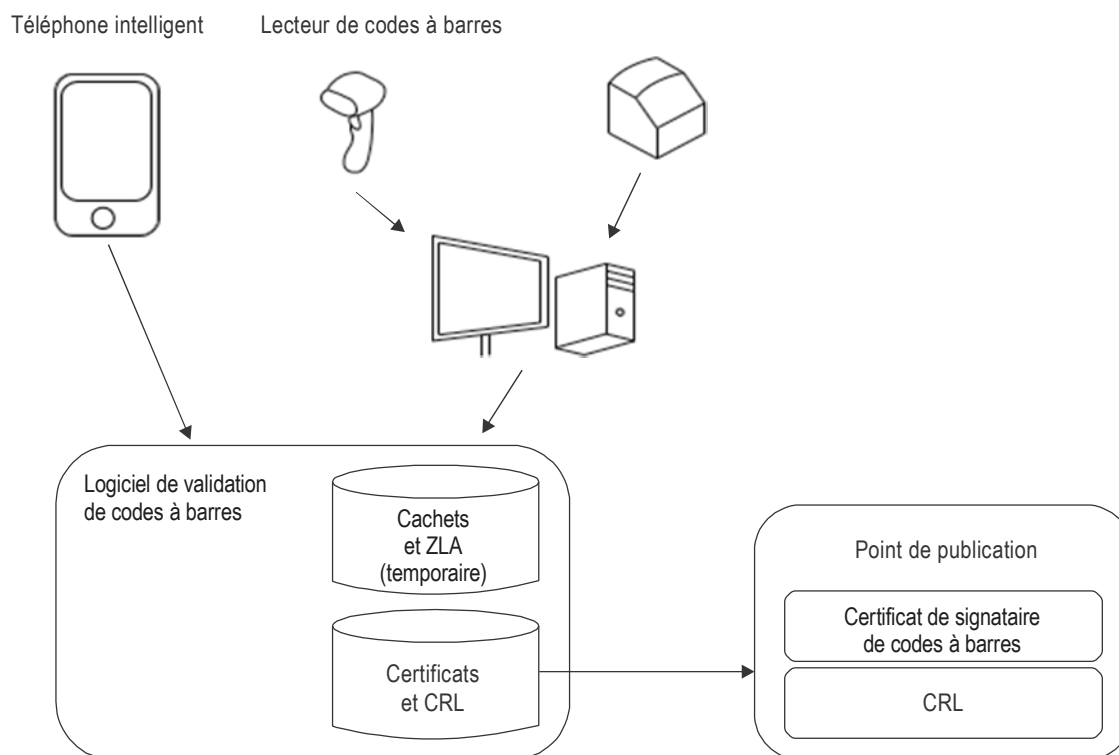 Téléphone intelligent
Lecteur de codes à barres
Logiciel de validation
de codes à barres
Cachets
et ZLA
(temporaire)
Certificats
et CRL
Point de publication
Certificat de signataire
de codes à barres
CRL